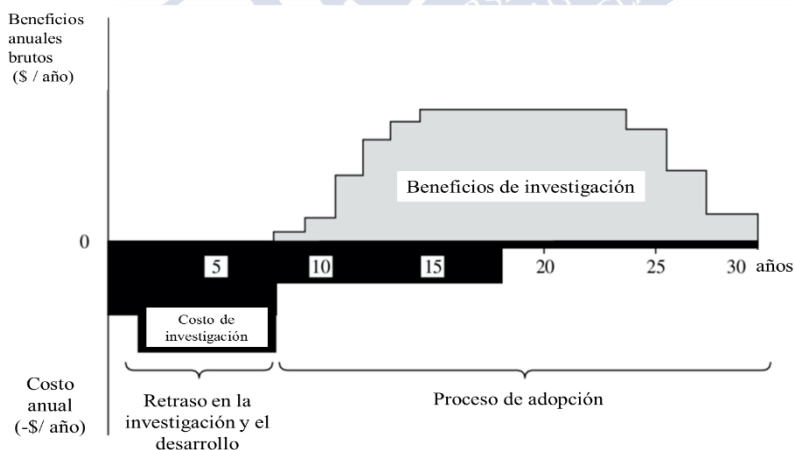 Beneficios
anuales
brutos
($ / año)
Beneficios de investigación
0
5
10
15
20
25
30 años
Costo de
investigación
Costo
anual
(-$/ año)
Retraso en la
investigación y el
desarrollo
Proceso de adopción